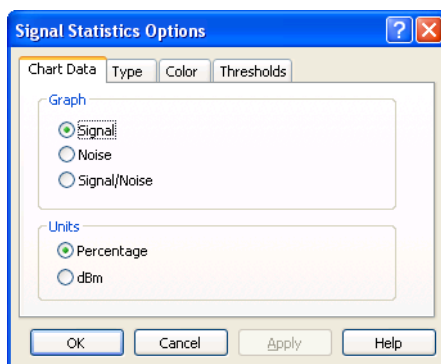 Signal Statistics Options
Chart Data Type Color Thresholds
Graph
Signal
Noise
Signal/Noise
Units
Percentage
dBm
OK Cancel Apply Help